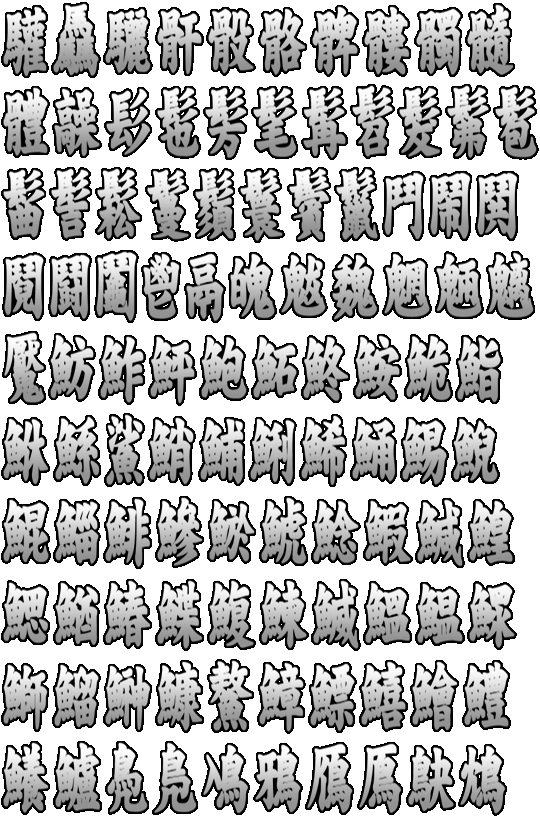 驩驫驪骭骰骼髀髏髑髓
體髞髟髢髣髦髯髫髮髴髱
髷髻鬆鬘鬚鬟鬢鬣鬥鬧鬨
鬩鬪鬮鬯鬲魄魃魏魍魎魑
魘魴鮓鮃鮑鮖鮗鮟鮠鮨
鮴鯀鯊鮹鯆鯏鯑鯒鯣鯢
鯤鯔鯡鰺鯲鯱鯰鰕鰔鰉
鰓鰌鰆鰈鰒鰊鰄鰮鰛鰥
鰤鰡鰰鱇鰲鱆鰾鱚鱠鱧
鱶鱸鳧鳬鳰鴉鴈鳫鴃鴆